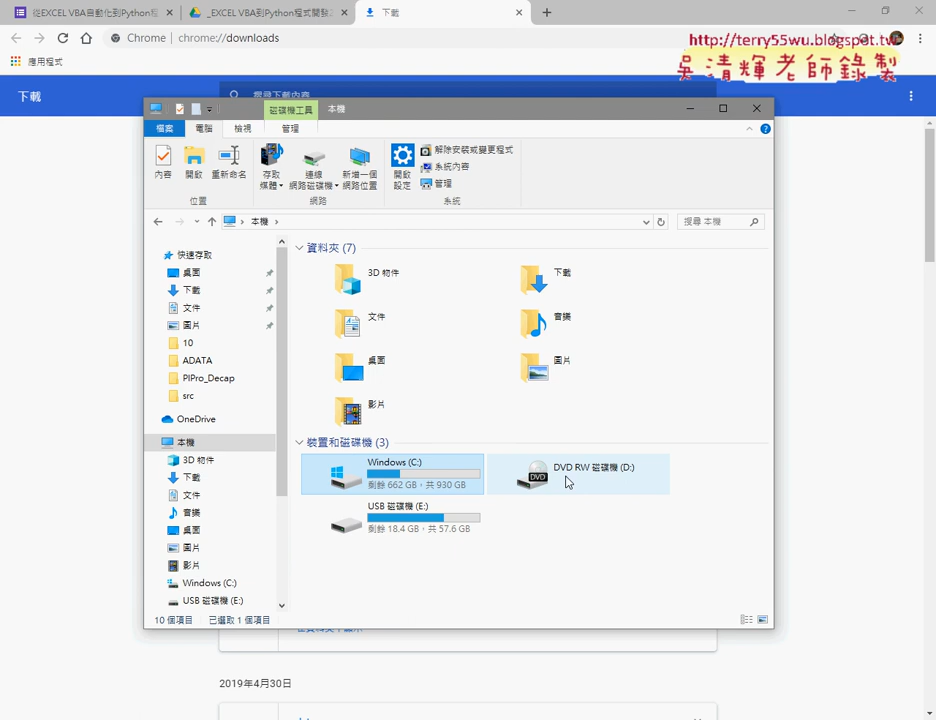 從EXCEL VBA自動化到Python程
_EXCEL VBA到Python程式開發
下載
Chrome
chrome://downloads
http://terry55wu.blogspot.tw
吳清輝老師錄製
應用程式
下載
搜尋下載內容
磁碟機工具
本機
檔案
電腦
檢視
管理
內容
開啟
重新命名
存取
媒體
連線
網路磁碟機
新增一個
網路位置
開啟
設定
解除安裝或變更程式
系統內容
管理
位置
網路
系統
本機
搜尋 本機
快速存取
桌面
下載
文件
圖片
10
ADATA
PIPro_Decap
src
OneDrive
本機
3D 物件
下載
文件
音樂
桌面
圖片
影片
Windows (C:)
USB 磁碟機 (E:)
資料夾 (7)
3D 物件
下載
文件
音樂
桌面
圖片
影片
裝置和磁碟機 (3)
Windows (C:)
剩餘 662 GB，共 930 GB
DVD RW 磁碟機 (D:)
DVD
USB 磁碟機 (E:)
剩餘 18.4 GB，共 57.6 GB
10 個項目
已選取 1 個項目
2019年4月30日